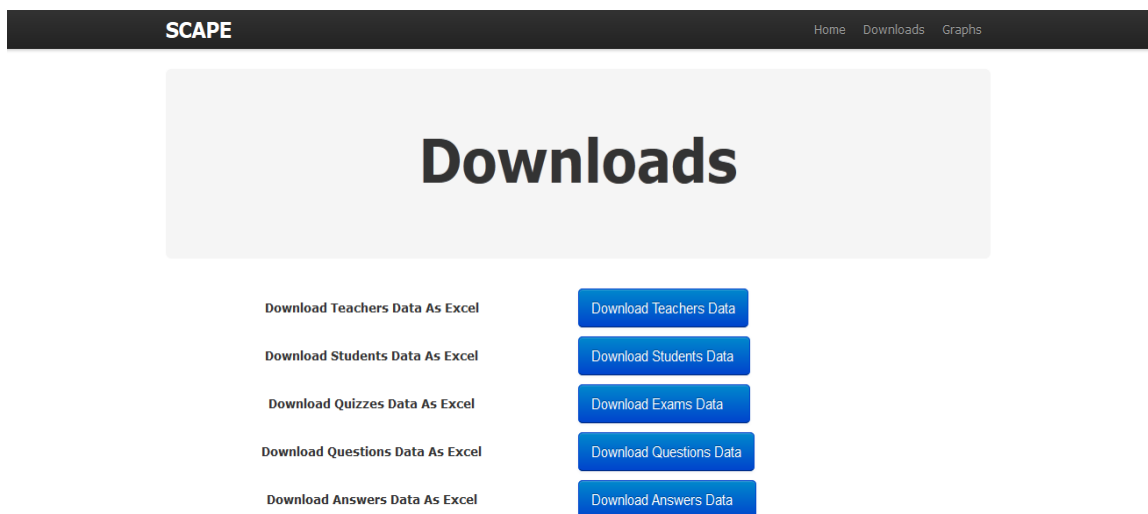 SCAPE Home Downloads Graphs
Downloads
Download Teachers Data As Excel Download Teachers Data
Download Students Data As Excel Download Students Data
Download Quizzes Data As Excel Download Exams Data
Download Questions Data As Excel Download Questions Data
Download Answers Data As Excel Download Answers Data